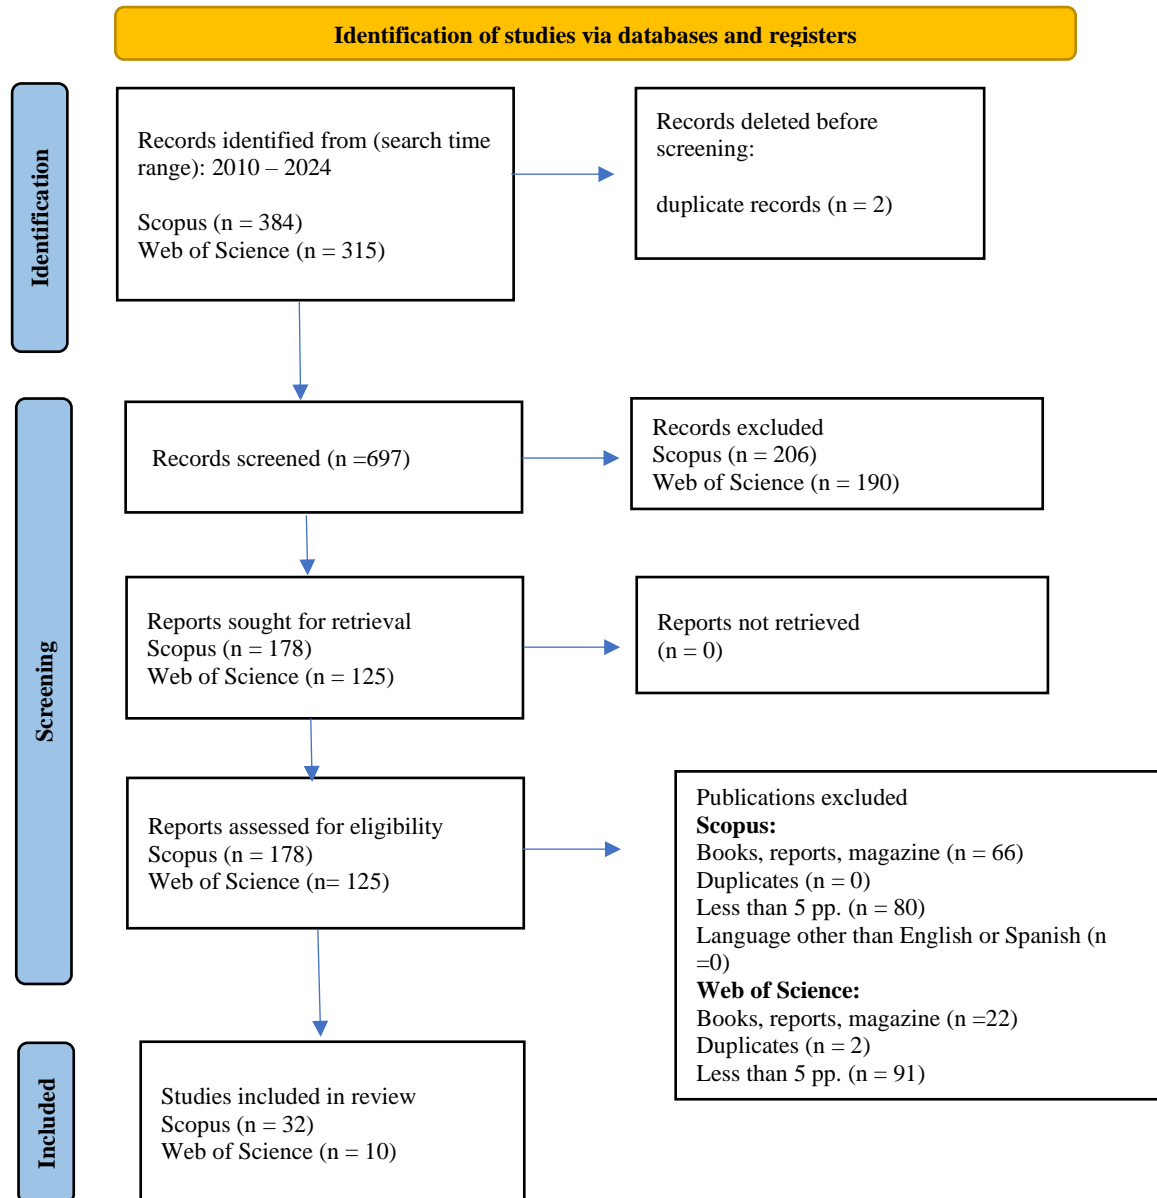 Identification of studies via databases and registers
Identification
Records identified from (search time
range): 2010 – 2024
Scopus (n = 384)
Web of Science (n = 315)
Records deleted before
screening:
duplicate records (n = 2)
Screening
Records screened (n =697)
Records excluded
Scopus (n = 206)
Web of Science (n = 190)
Reports sought for retrieval
Scopus (n = 178)
Web of Science (n = 125)
Reports not retrieved
(n = 0)
Reports assessed for eligibility
Scopus (n = 178)
Web of Science (n= 125)
Publications excluded
Scopus:
Books, reports, magazine (n = 66)
Duplicates (n = 0)
Less than 5 pp. (n = 80)
Language other than English or Spanish (n
=0)
Web of Science:
Books, reports, magazine (n =22)
Duplicates (n = 2)
Less than 5 pp. (n = 91)
Included
Studies included in review
Scopus (n = 32)
Web of Science (n = 10)